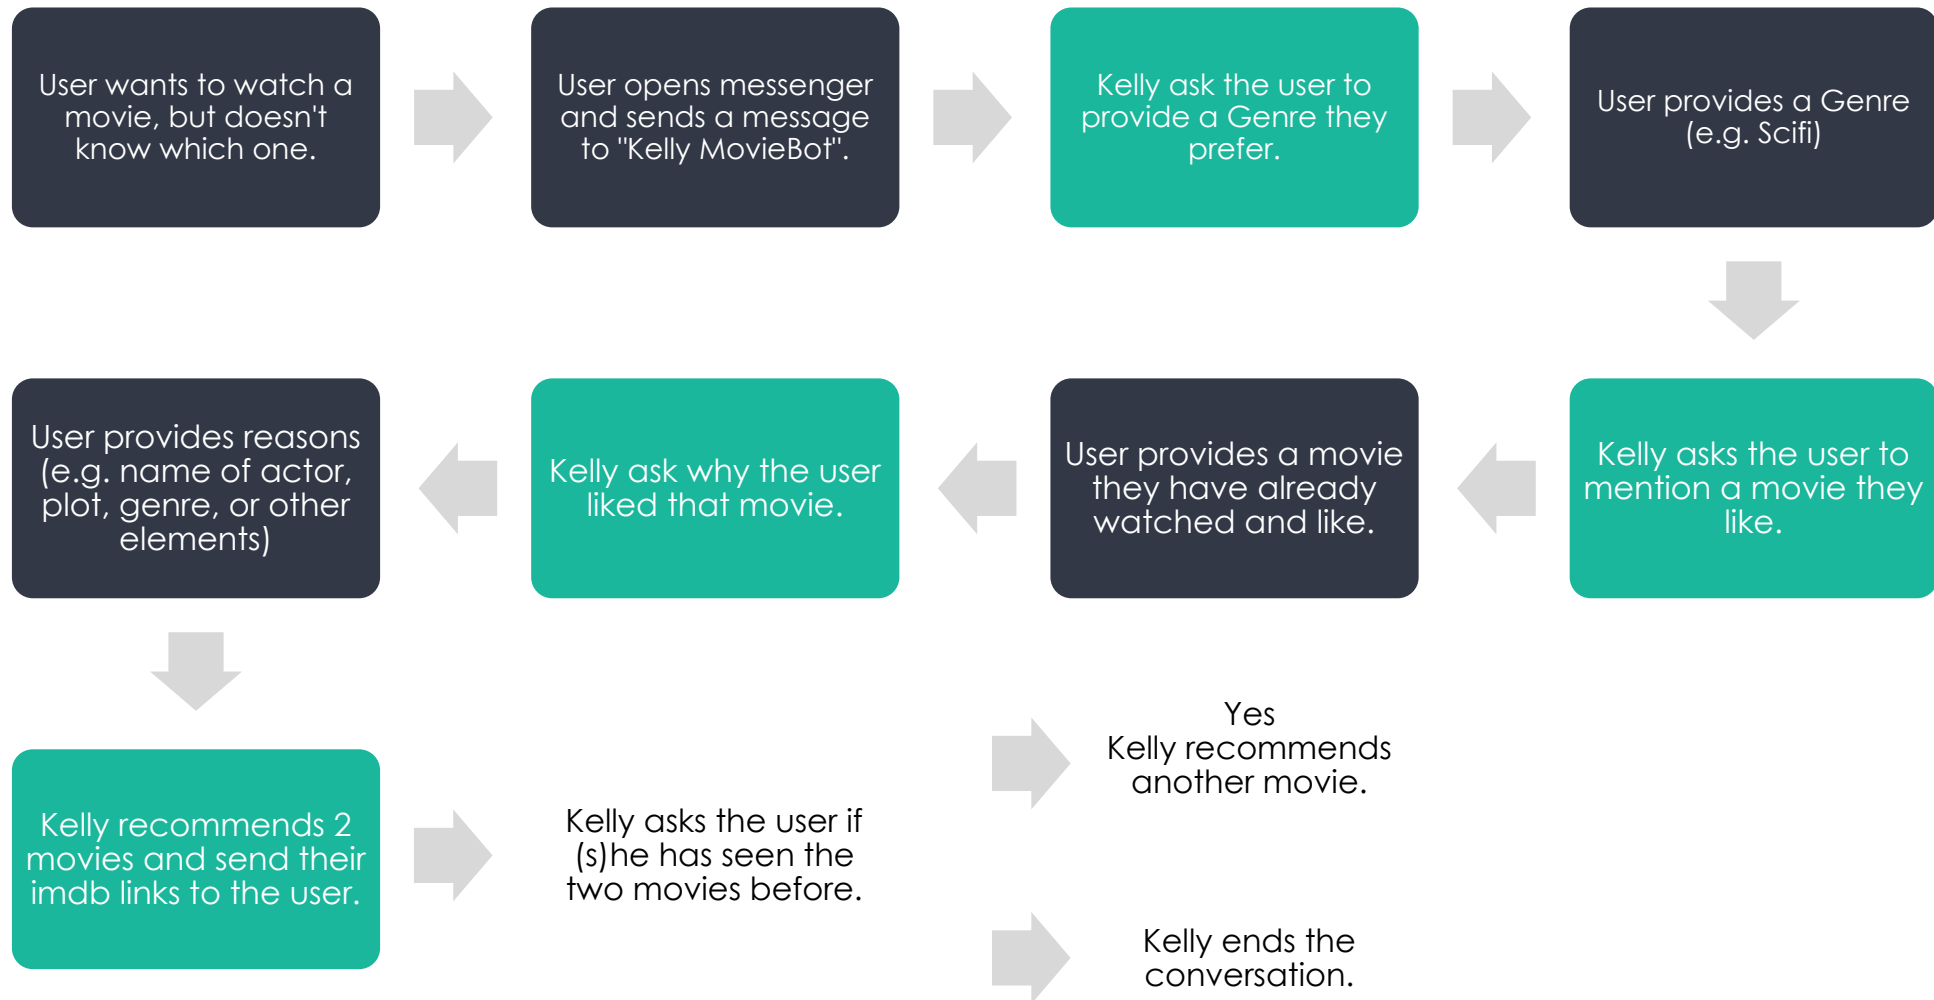 User wants to watch a
movie, but doesn't
know which one.
User opens messenger
and sends a message
to "Kelly MovieBot".
Kelly ask the user to
provide a Genre they
prefer.
User provides a Genre
(e.g. Scifi)
Kelly asks the user to
mention a movie they
like.
User provides a movie
they have already
watched and like.
Kelly ask why the user
liked that movie.
User provides reasons
(e.g. name of actor,
plot, genre, or other
elements)
Kelly recommends 2
movies and send their
imdb links to the user.
Kelly asks the user if
(s)he has seen the
two movies before.
Yes
Kelly recommends
another movie.
Kelly ends the
conversation.